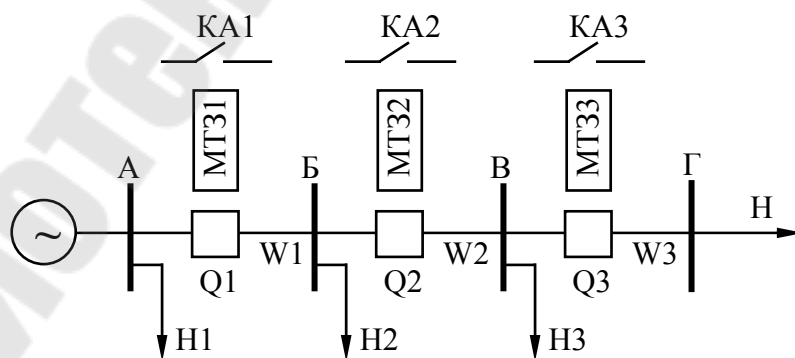 КА1 КА2 КА3
МТЗ1 МТЗ2 МТЗ3
А Б В Г
~ Н
Q1 W1 Q2 W2 Q3 W3
Н1 Н2 Н3